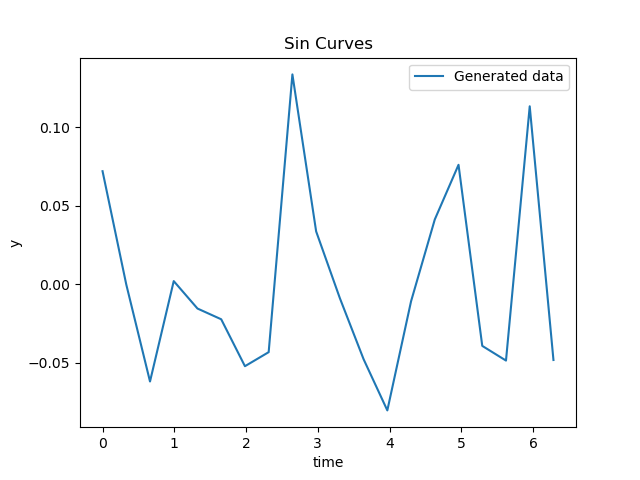 Sin Curves
Generated data
0.10
0.05
0.00
−0.05
y
0 1 2 3 4 5 6
time